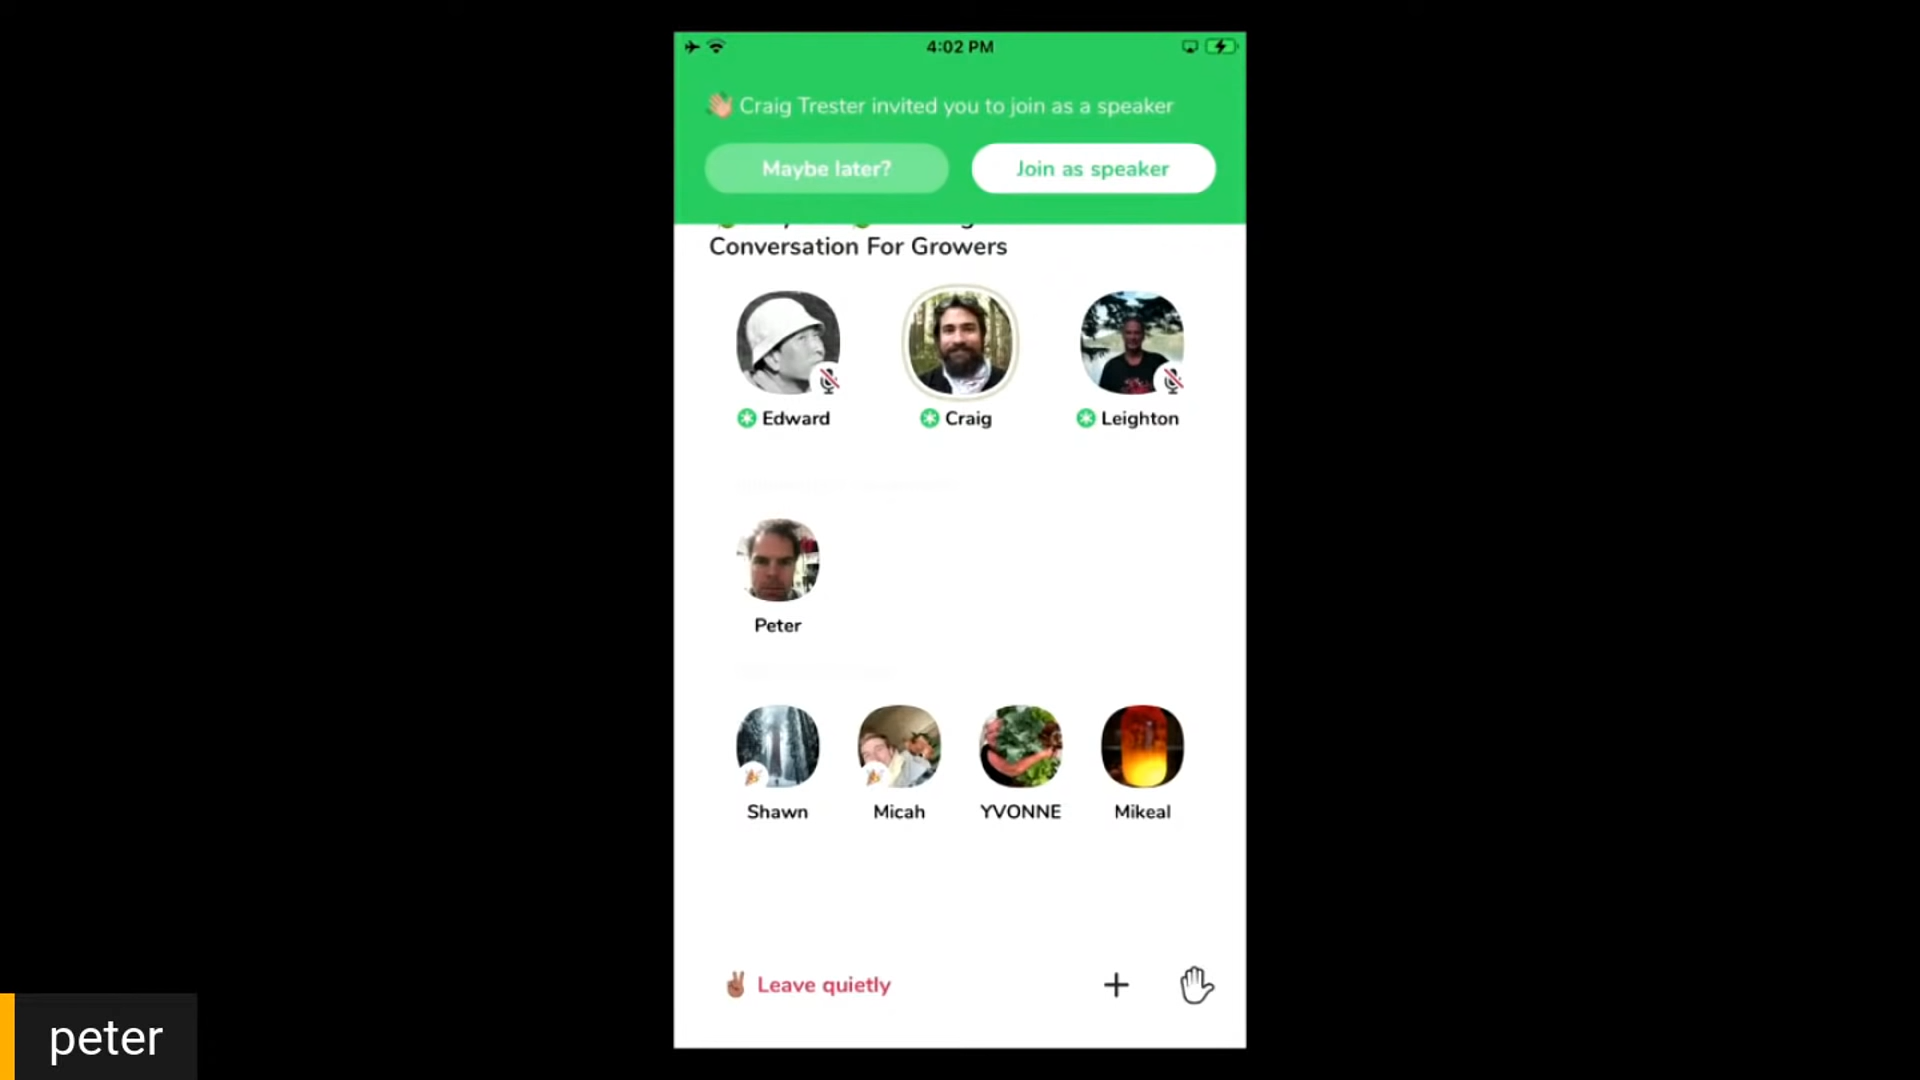 4:02 PM
Craig Trester invited you to join as a speaker
Maybe later?
Join as speaker
Conversation For Growers
Edward
Craig
Leighton
Peter
Shawn
Micah
YVONNE
Mikeal
Leave quietly
peter